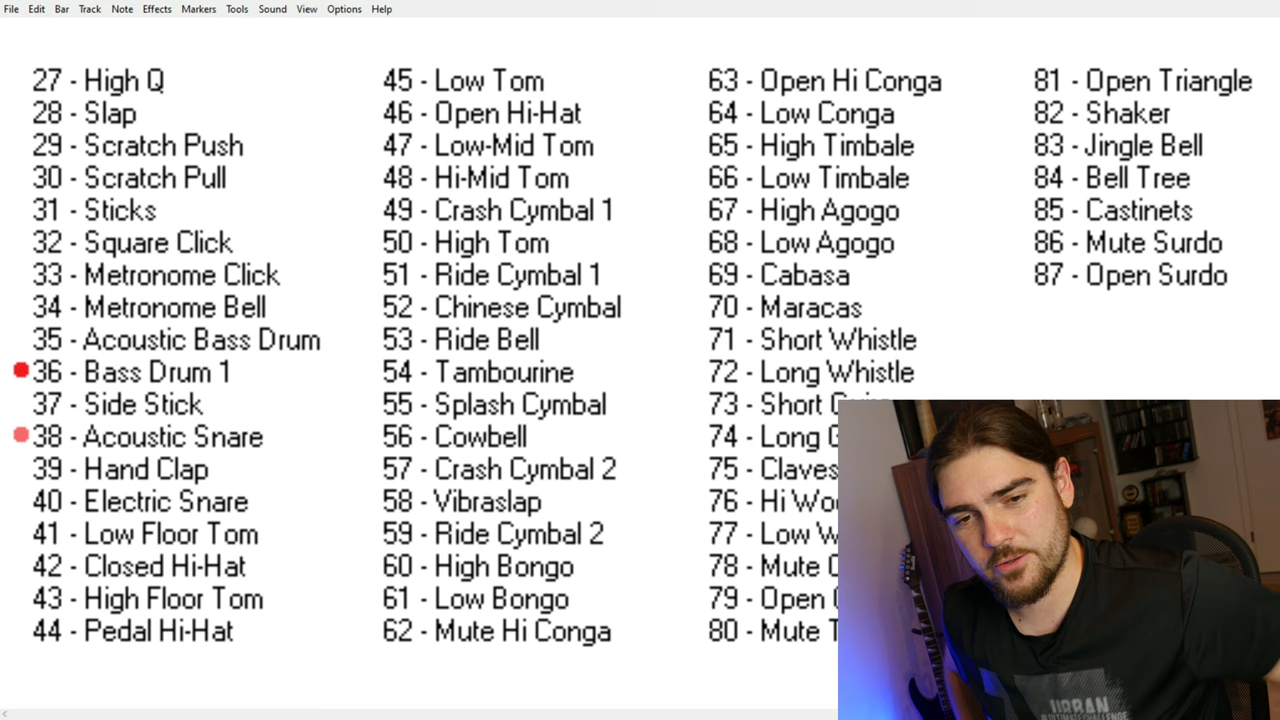 File Edit Bar Track Note Effects Markers Tools Sound View Options Help
27 - High Q
28 - Slap
29 - Scratch Push
30 - Scratch Pull
31 - Sticks
32 - Square Click
33 - Metronome Click
34 - Metronome Bell
35 - Acoustic Bass Drum
36 - Bass Drum 1
37 - Side Stick
38 - Acoustic Snare
39 - Hand Clap
40 - Electric Snare
41 - Low Floor Tom
42 - Closed Hi-Hat
43 - High Floor Tom
44 - Pedal Hi-Hat
45 - Low Tom
46 - Open Hi-Hat
47 - Low-Mid Tom
48 - Hi-Mid Tom
49 - Crash Cymbal 1
50 - High Tom
51 - Ride Cymbal 1
52 - Chinese Cymbal
53 - Ride Bell
54 - Tambourine
55 - Splash Cymbal
56 - Cowbell
57 - Crash Cymbal 2
58 - Vibraslap
59 - Ride Cymbal 2
60 - High Bongo
61 - Low Bongo
62 - Mute Hi Conga
63 - Open Hi Conga
64 - Low Conga
65 - High Timbale
66 - Low Timbale
67 - High Agogo
68 - Low Agogo
69 - Cabasa
70 - Maracas
71 - Short Whistle
72 - Long Whistle
73 - Short
74 - Long
75 - Claves
76 - Hi
77 - Low
78 - Mute
79 - Open
80 - Mute
81 - Open Triangle
82 - Shaker
83 - Jingle Bell
84 - Bell Tree
85 - Castinets
86 - Mute Surdo
87 - Open Surdo
URBAN